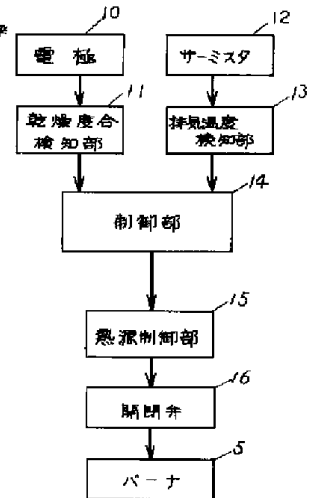 10
電極
12
サーミスタ
11
乾燥度合
検知部
13
排気温度
検知部
14
制御部
15
熱源制御部
16
開閉弁
5
バーナ